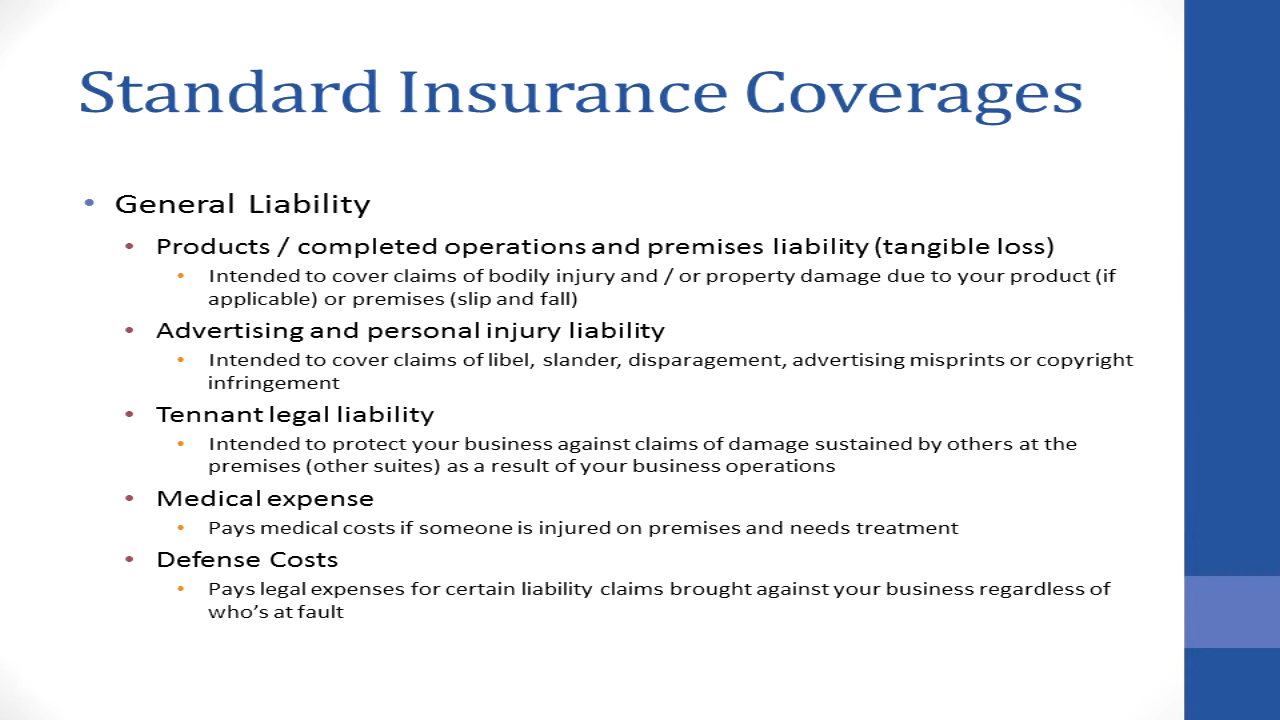 Standard Insurance Coverages
• General Liability
• Products / completed operations and premises liability (tangible loss)
• Intended to cover claims of bodily injury and / or property damage due to your product (if
applicable) or premises (slip and fall)
• Advertising and personal injury liability
• Intended to cover claims of libel, slander, disparagement, advertising misprints or copyright
infringement
• Tennant legal liability
• Intended to protect your business against claims of damage sustained by others at the
premises (other suites) as a result of your business operations
• Medical expense
• Pays medical costs if someone is injured on premises and needs treatment
• Defense Costs
• Pays legal expenses for certain liability claims brought against your business regardless of
who’s at fault